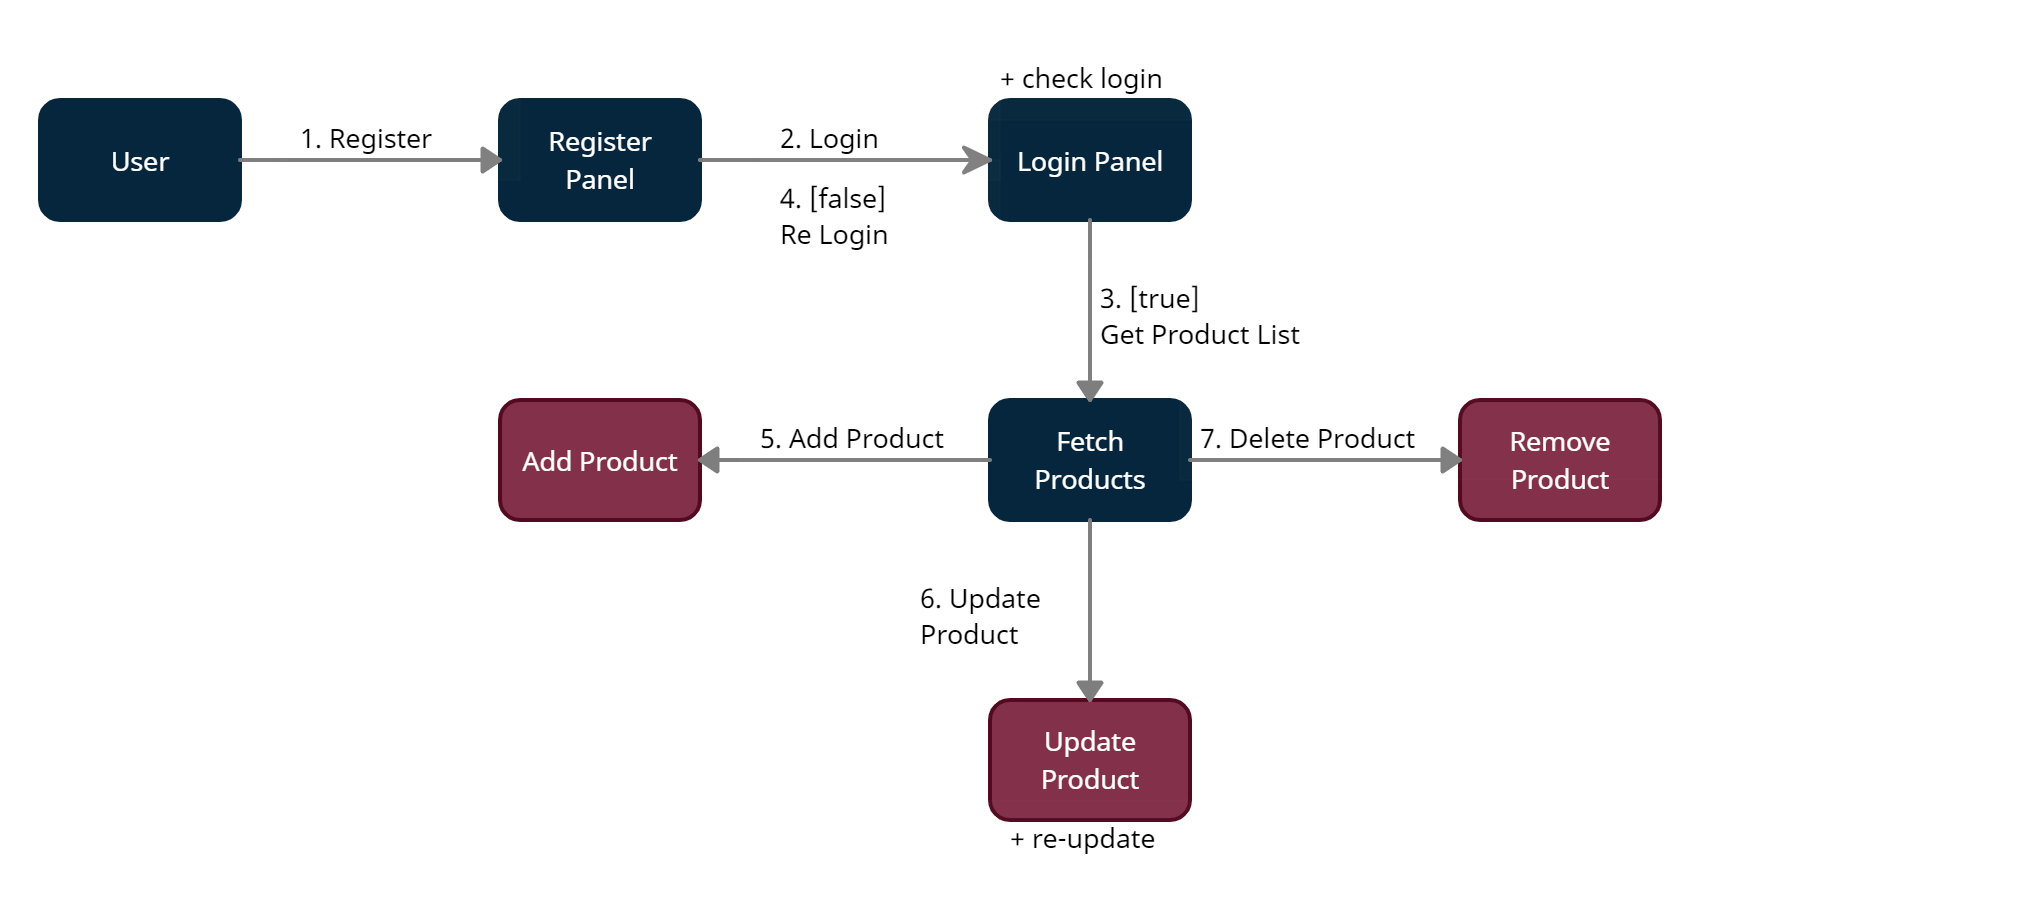 + check login
User
1. Register
Register
Panel
2. Login
Login Panel
4. [false]
Re Login
3. [true]
Get Product List
Add Product
5. Add Product
Fetch
Products
7. Delete Product
Remove
Product
6. Update
Product
Update
Product
+ re-update